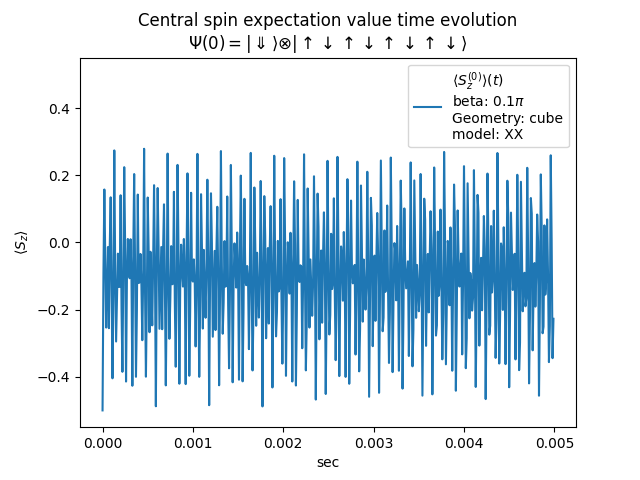 Central spin expectation value time evolution
Ψ(0) = | ⇓ ⟩⊗| ↑ ↓ ↑ ↓ ↑ ↓ ↑ ↓ ⟩
⟨S_z^{(0)}⟩(t)
beta: 0.1π
Geometry: cube
model: XX
0.4
0.2
0.0
−0.2
−0.4
⟨S_z⟩
0.000 0.001 0.002 0.003 0.004 0.005
sec